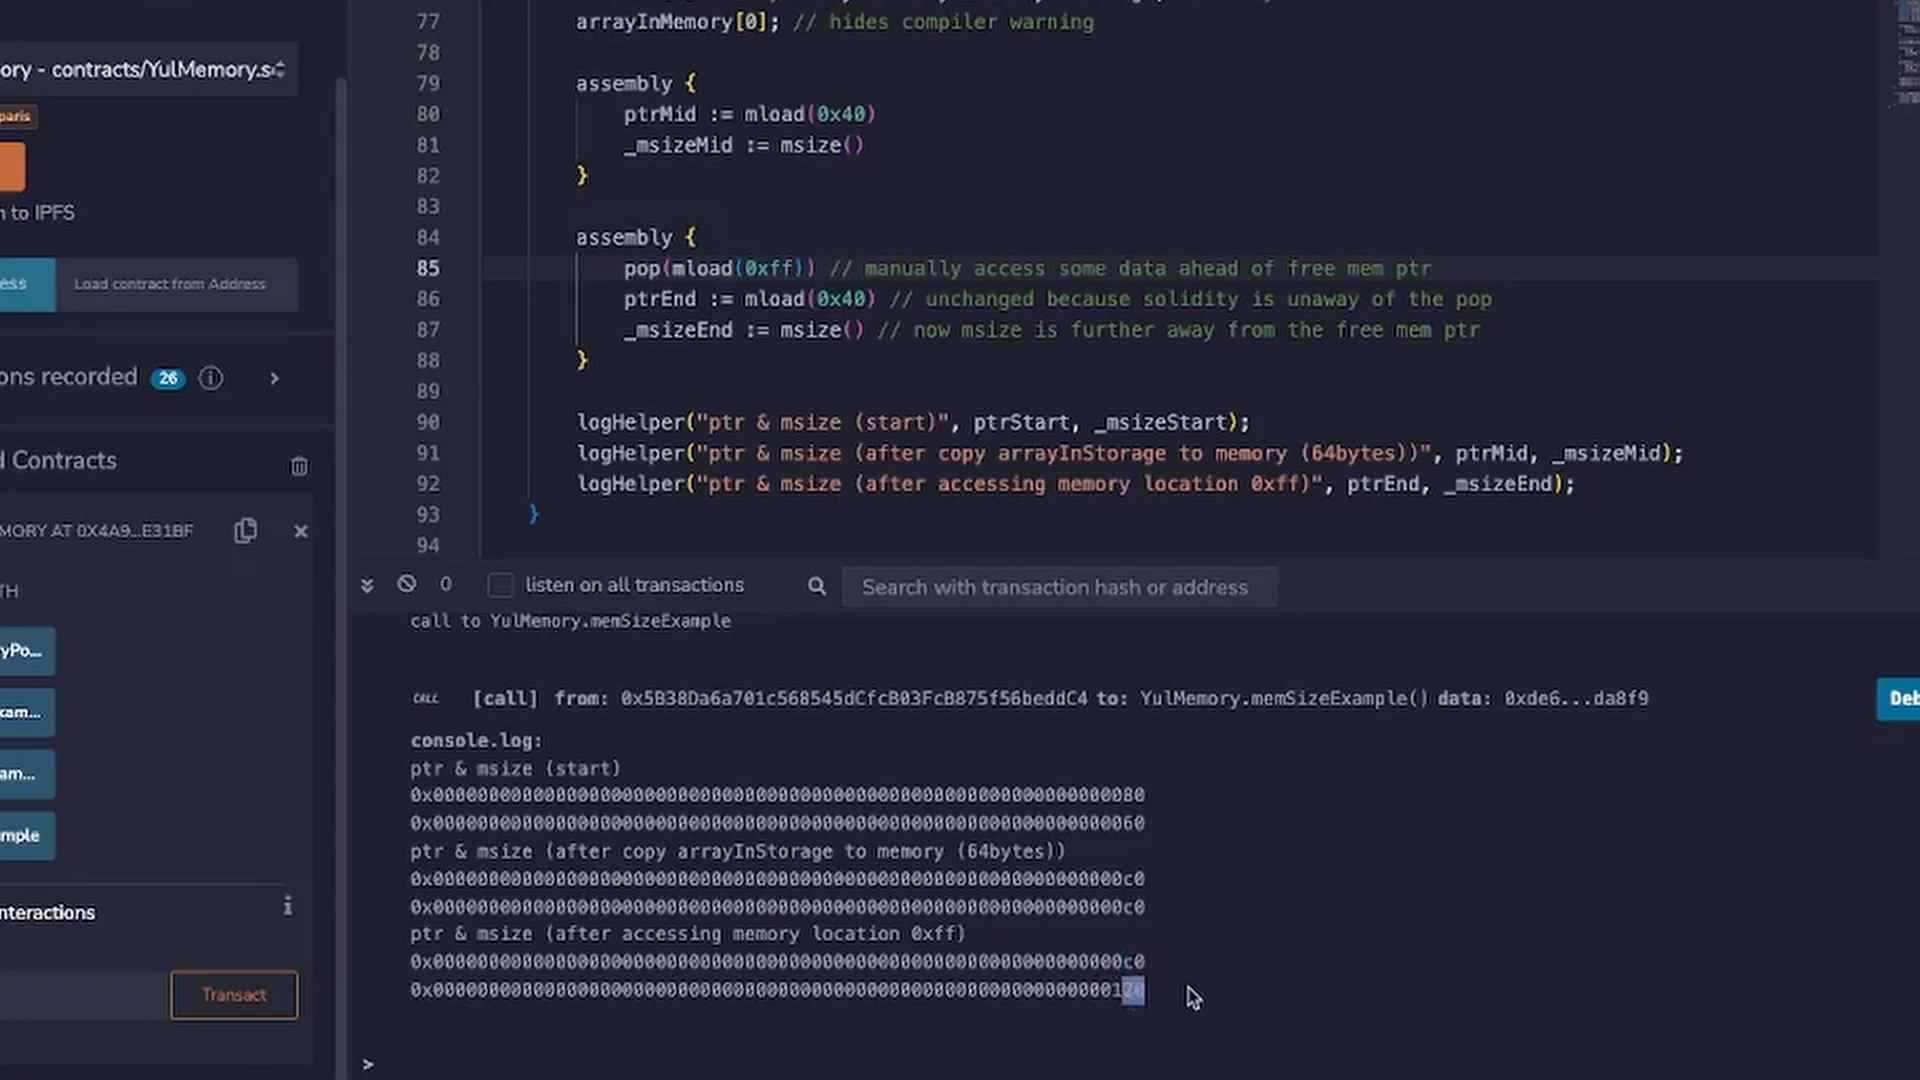 77 arrayInMemory[0]; // hides compiler warning
78
79 assembly {
80 ptrMid := mload(0x40)
81 _msizeMid := msize()
82 }
83
84 assembly {
85 pop(mload(0xff)) // manually access some data ahead of free mem ptr
86 ptrEnd := mload(0x40) // unchanged because solidity is unaway of the pop
87 _msizeEnd := msize() // now msize is further away from the free mem ptr
88 }
89
90 logHelper("ptr & msize (start)", ptrStart, _msizeStart);
91 logHelper("ptr & msize (after copy arrayInStorage to memory (64bytes))", ptrMid, _msizeMid);
92 logHelper("ptr & msize (after accessing memory location 0xff)", ptrEnd, _msizeEnd);
93 }
94
ory - contracts/YulMemory.s
paris
n to IPFS
ess Load contract from Address
ons recorded 26 i >
d Contracts
MORY AT 0X4A9...E31BF
TH
yPo...
xam...
am...
mple
nteractions i
Transact
0 listen on all transactions Search with transaction hash or address
call to YulMemory.memSizeExample
CALL [call] from: 0x5B38Da6a701c568545dCfcB03FcB875f56beddC4 to: YulMemory.memSizeExample() data: 0xde6...da8f9
Deb
console.log:
ptr & msize (start)
0x0000000000000000000000000000000000000000000000000000000000000080
0x0000000000000000000000000000000000000000000000000000000000000060
ptr & msize (after copy arrayInStorage to memory (64bytes))
0x00000000000000000000000000000000000000000000000000000000000000c0
0x00000000000000000000000000000000000000000000000000000000000000c0
ptr & msize (after accessing memory location 0xff)
0x00000000000000000000000000000000000000000000000000000000000000c0
0x0000000000000000000000000000000000000000000000000000000000000120
>